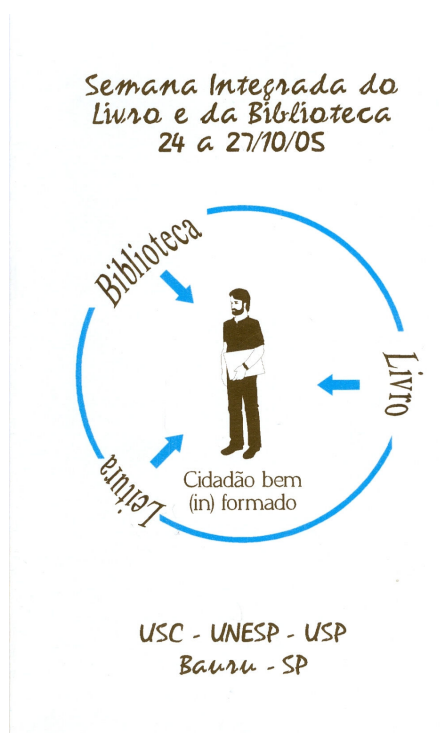 Semana Integrada do
Livro e da Biblioteca
24 a 27/10/05
Biblioteca
Livro
Leitura
Cidadão bem
(in) formado
USC - UNESP - USP
Bauru - SP